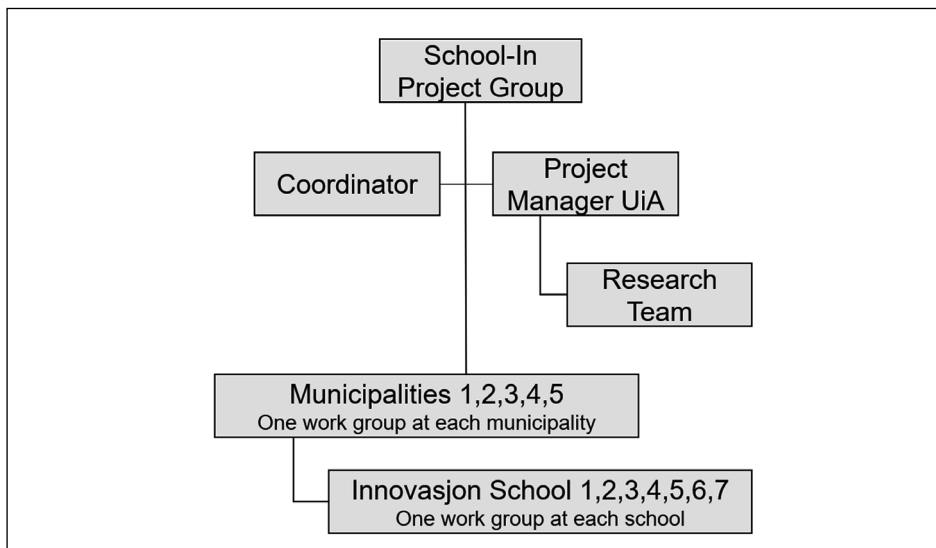 School-In
Project Group
Coordinator
Project
Manager UiA
Research
Team
Municipalities 1,2,3,4,5
One work group at each municipality
Innovasjon School 1,2,3,4,5,6,7
One work group at each school